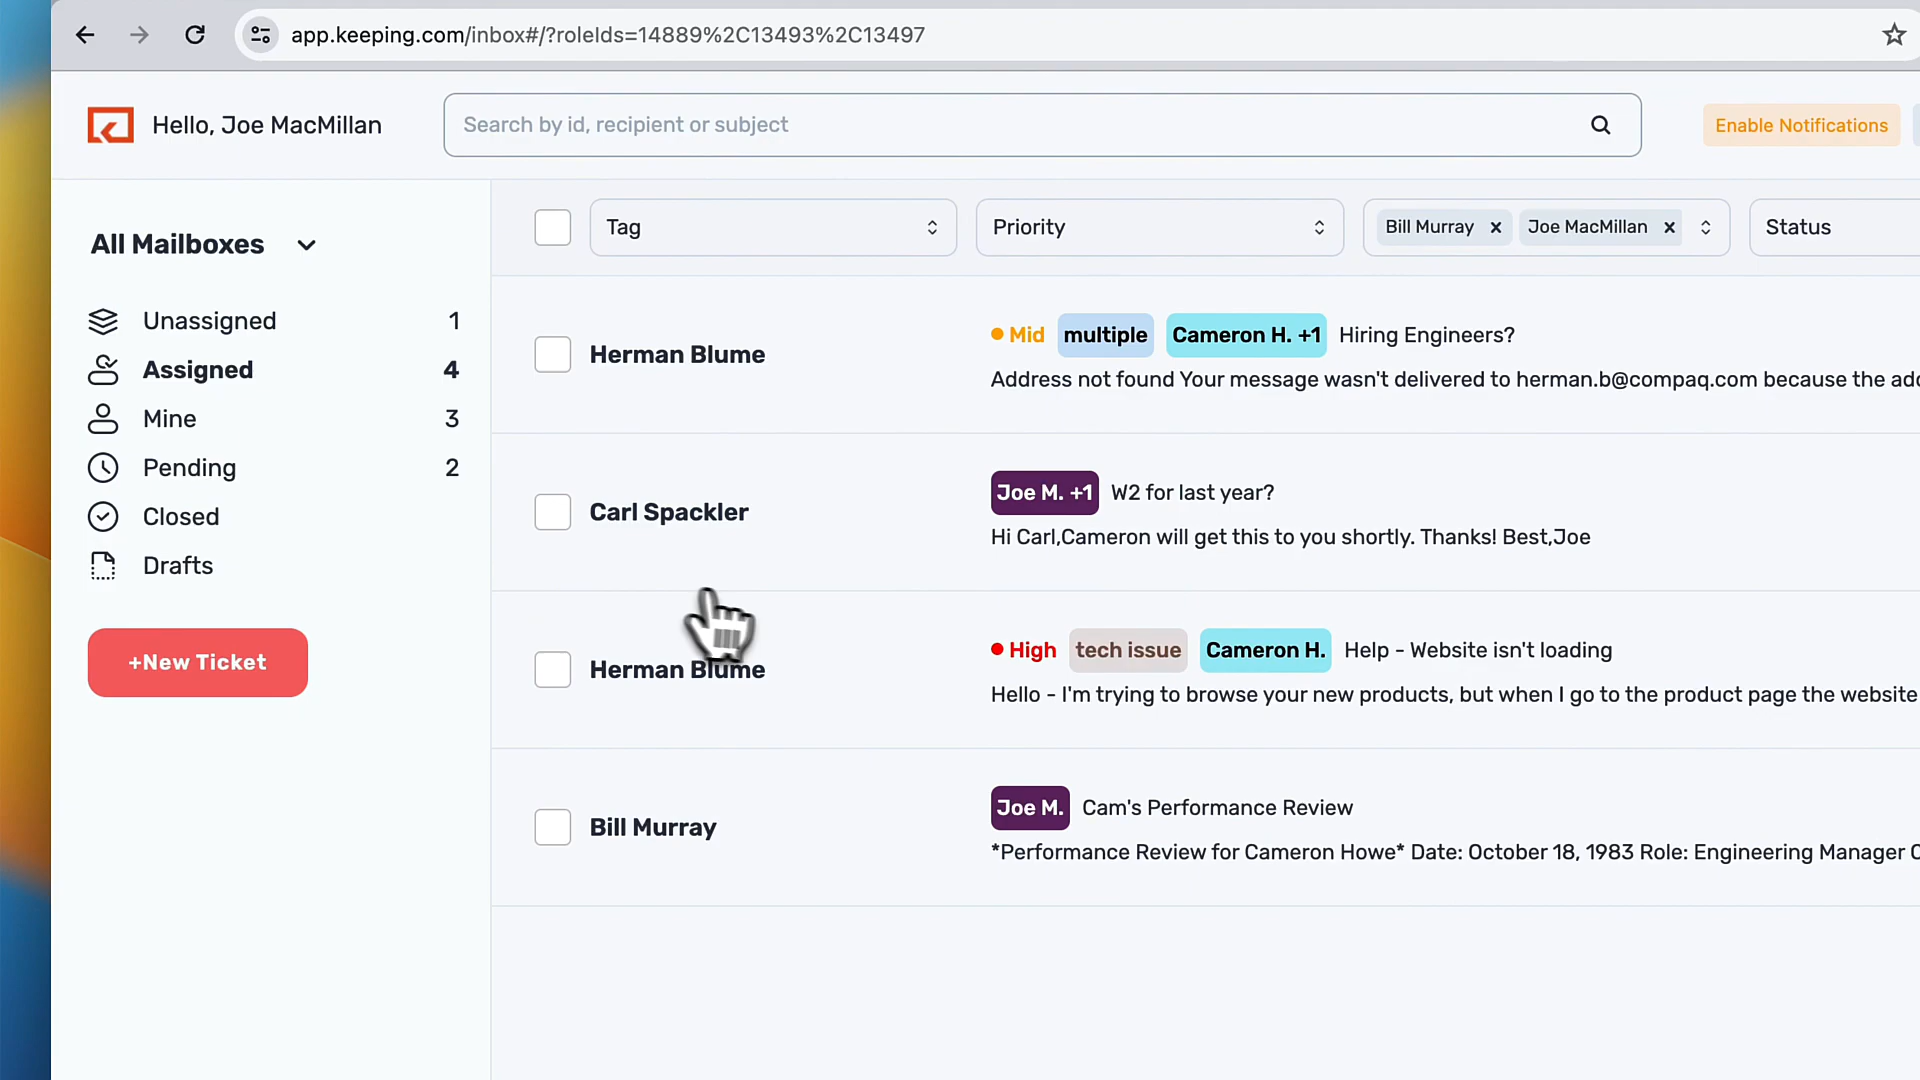 app.keeping.com/inbox#/?roleIds=14889%2C13493%2C13497
Hello, Joe MacMillan
Search by id, recipient or subject
Enable Notifications
All Mailboxes
Tag
Priority
Bill Murray × Joe MacMillan ×
Status
Unassigned 1
Assigned 4
Mine 3
Pending 2
Closed
Drafts
+New Ticket
Herman Blume
Mid multiple Cameron H. +1 Hiring Engineers?
Address not found Your message wasn't delivered to herman.b@compaq.com because the
Carl Spackler
Joe M. +1 W2 for last year?
Hi Carl,Cameron will get this to you shortly. Thanks! Best,Joe
Herman Blume
High tech issue Cameron H. Help - Website isn't loading
Hello - I'm trying to browse your new products, but when I go to the product page the website
Bill Murray
Joe M. Cam's Performance Review
*Performance Review for Cameron Howe* Date: October 18, 1983 Role: Engineering Manager